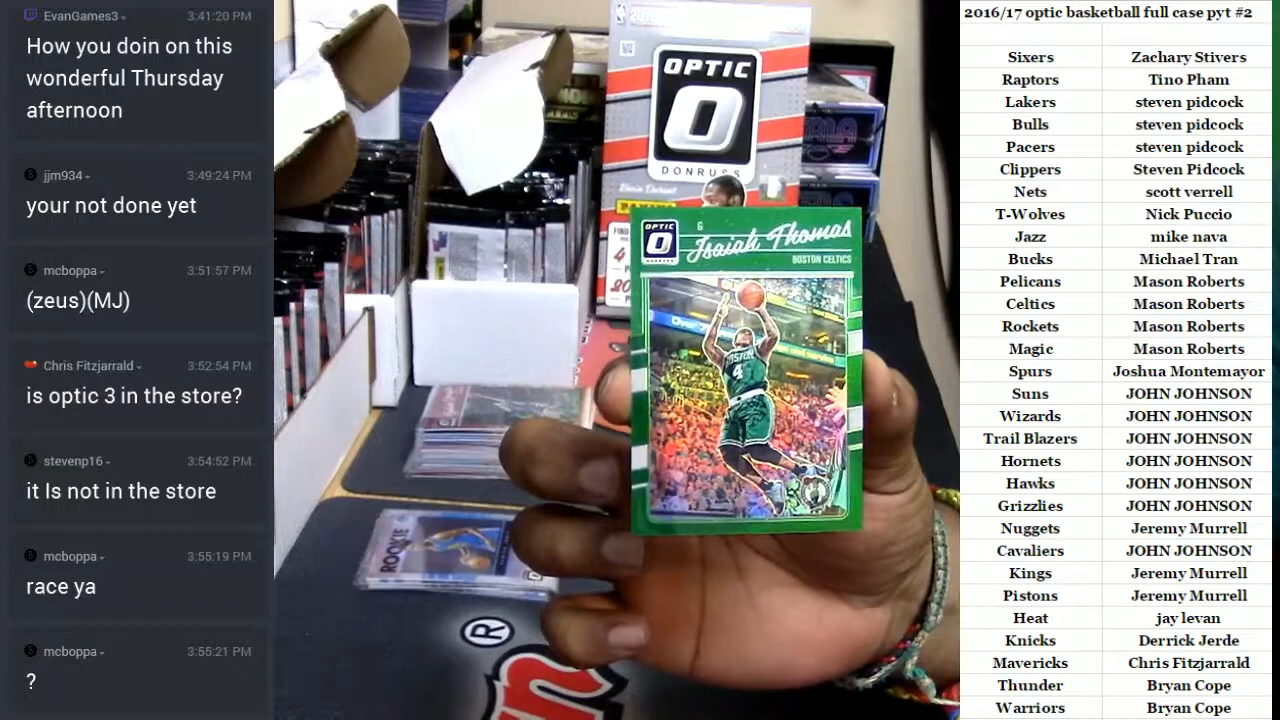 EvanGames3
3:41:20 PM
How you doin on this
wonderful Thursday
afternoon
jjm934
3:49:24 PM
your not done yet
mcboppa
3:51:57 PM
(zeus)(MJ)
Chris Fitzjarrald
3:52:54 PM
is optic 3 in the store?
stevenp16
3:54:52 PM
it Is not in the store
mcboppa
3:55:19 PM
race ya
mcboppa
3:55:21 PM
?
OPTIC
O
DONRUSS
PANINI
OPTIC
G
Isaiah Thomas
BOSTON CELTICS
BOSTON
4
ROOKIE
®
2016/17 optic basketball full case pyt #2
Sixers Zachary Stivers
Raptors Tino Pham
Lakers steven pidcock
Bulls steven pidcock
Pacers steven pidcock
Clippers Steven Pidcock
Nets scott verrell
T-Wolves Nick Puccio
Jazz mike nava
Bucks Michael Tran
Pelicans Mason Roberts
Celtics Mason Roberts
Rockets Mason Roberts
Magic Mason Roberts
Spurs Joshua Montemayor
Suns JOHN JOHNSON
Wizards JOHN JOHNSON
Trail Blazers JOHN JOHNSON
Hornets JOHN JOHNSON
Hawks JOHN JOHNSON
Grizzlies JOHN JOHNSON
Nuggets Jeremy Murrell
Cavaliers JOHN JOHNSON
Kings Jeremy Murrell
Pistons Jeremy Murrell
Heat jay levan
Knicks Derrick Jerde
Mavericks Chris Fitzjarrald
Thunder Bryan Cope
Warriors Bryan Cope